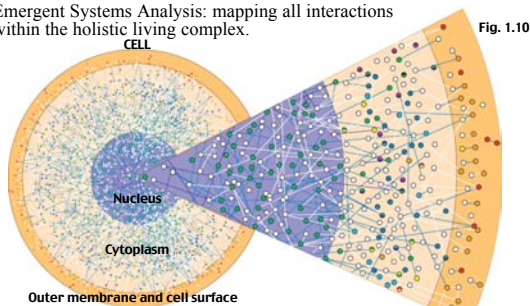 Emergent Systems Analysis: mapping all interactions
within the holistic living complex.
Fig. 1.10
CELL
Nucleus
Cytoplasm
Outer membrane and cell surface